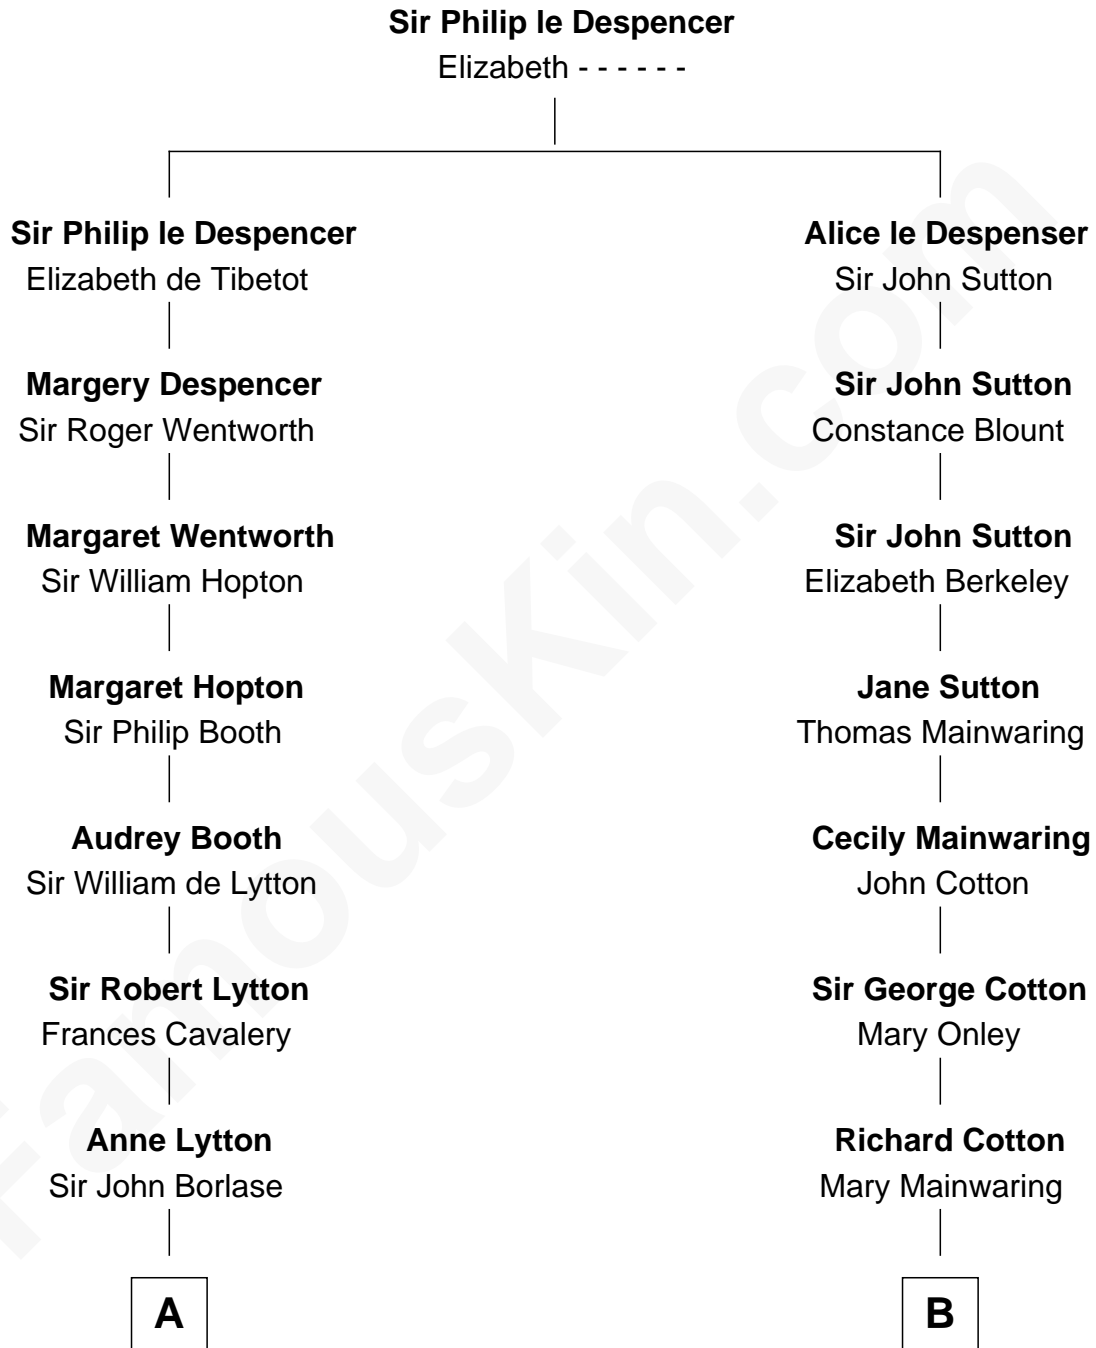 Sir Philip le Despencer
Elizabeth - - - - - -
Sir Philip le Despencer
Elizabeth de Tibetot
Margery Despencer
Sir Roger Wentworth
Margaret Wentworth
Sir William Hopton
Margaret Hopton
Sir Philip Booth
Audrey Booth
Sir William de Lytton
Sir Robert Lytton
Frances Cavalery
Anne Lytton
Sir John Borlase
A
Alice le Despenser
Sir John Sutton
Sir John Sutton
Constance Blount
Sir John Sutton
Elizabeth Berkeley
Jane Sutton
Thomas Mainwaring
Cecily Mainwaring
John Cotton
Sir George Cotton
Mary Onley
Richard Cotton
Mary Mainwaring
B
FamousKin.com